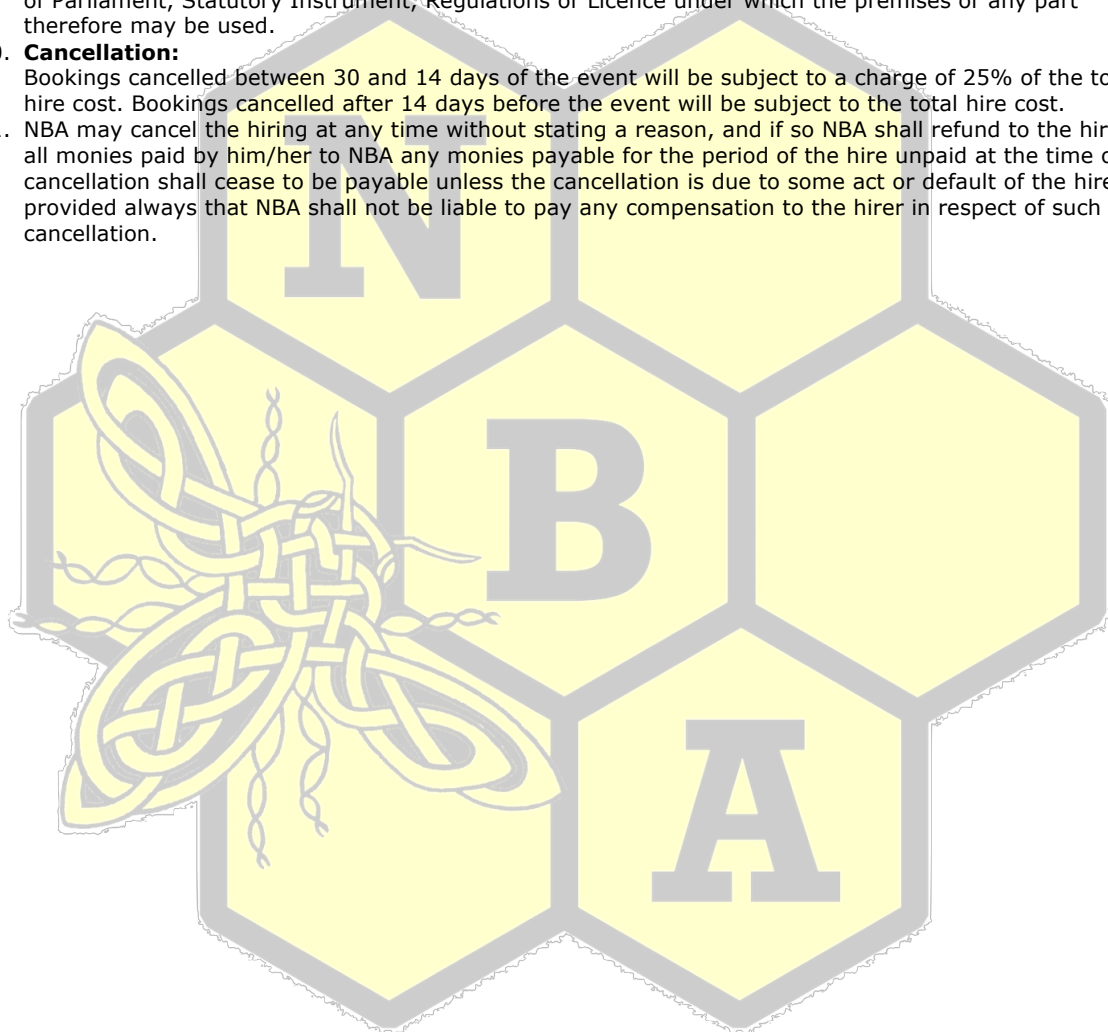 of Parliament, Statutory Instrument, Regulations or Licence under which the premises or any part
therefore may be used.
0. Cancellation:
Bookings cancelled between 30 and 14 days of the event will be subject to a charge of 25% of the to
hire cost. Bookings cancelled after 14 days before the event will be subject to the total hire cost.
. NBA may cancel the hiring at any time without stating a reason, and if so NBA shall refund to the hir
all monies paid by him/her to NBA any monies payable for the period of the hire unpaid at the time o
cancellation shall cease to be payable unless the cancellation is due to some act or default of the hire
provided always that NBA shall not be liable to pay any compensation to the hirer in respect of such
cancellation.
N
B
A